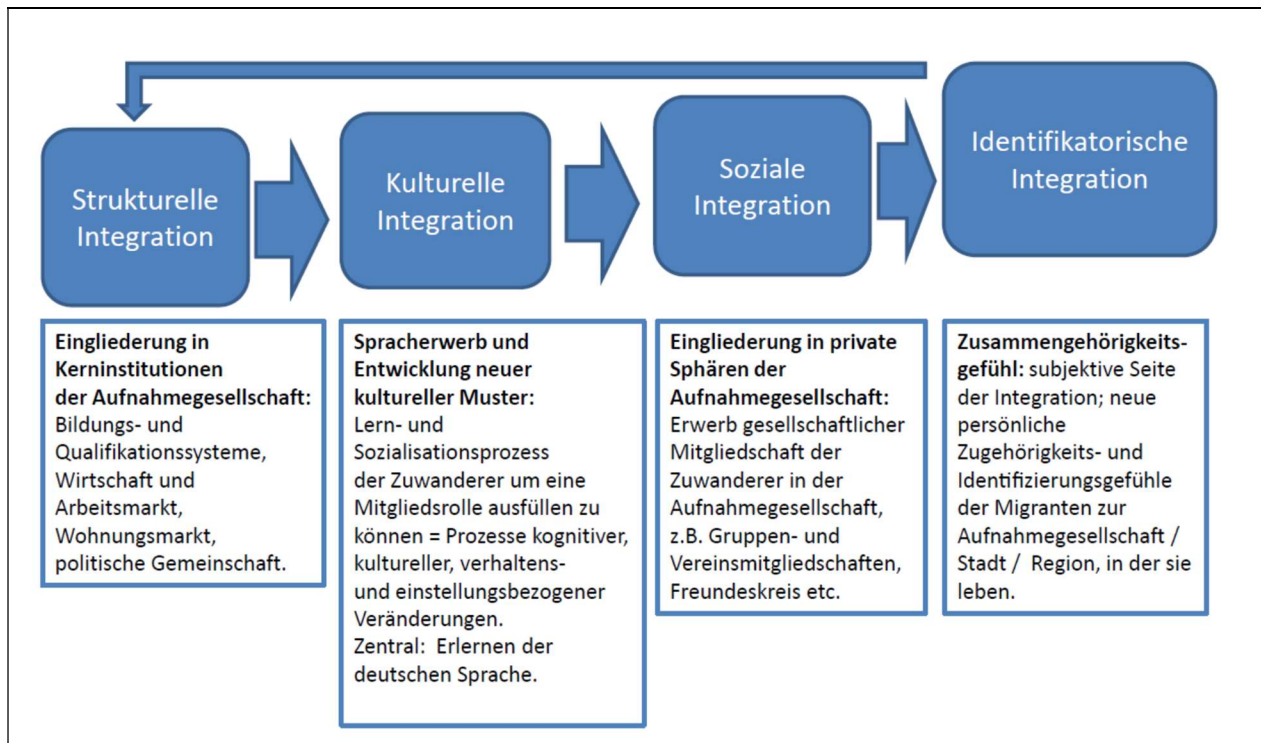 Strukturelle
Integration
Kulturelle
Integration
Soziale
Integration
Identifikatorische
Integration
Eingliederung in
Kerninstitutionen
der Aufnahmegesellschaft:
Bildungs- und
Qualifikationssysteme,
Wirtschaft und
Arbeitsmarkt,
Wohnungsmarkt,
politische Gemeinschaft.
Spracherwerb und
Entwicklung neuer
kultureller Muster:
Lern- und
Sozialisationsprozess
der Zuwanderer um eine
Mitgliedsrolle ausfüllen zu
können = Prozesse kognitiver,
kultureller, verhaltens-
und einstellungsbezogener
Veränderungen.
Zentral: Erlernen der
deutschen Sprache.
Eingliederung in private
Sphären der
Aufnahmegesellschaft:
Erwerb gesellschaftlicher
Mitgliedschaft der
Zuwanderer in der
Aufnahmegesellschaft,
z.B. Gruppen- und
Vereinsmitgliedschaften,
Freundeskreis etc.
Zusammengehörigkeits-
gefühl: subjektive Seite
der Integration; neue
persönliche
Zugehörigkeits- und
Identifizierungsgefühle
der Migranten zur
Aufnahmegesellschaft /
Stadt / Region, in der sie
leben.